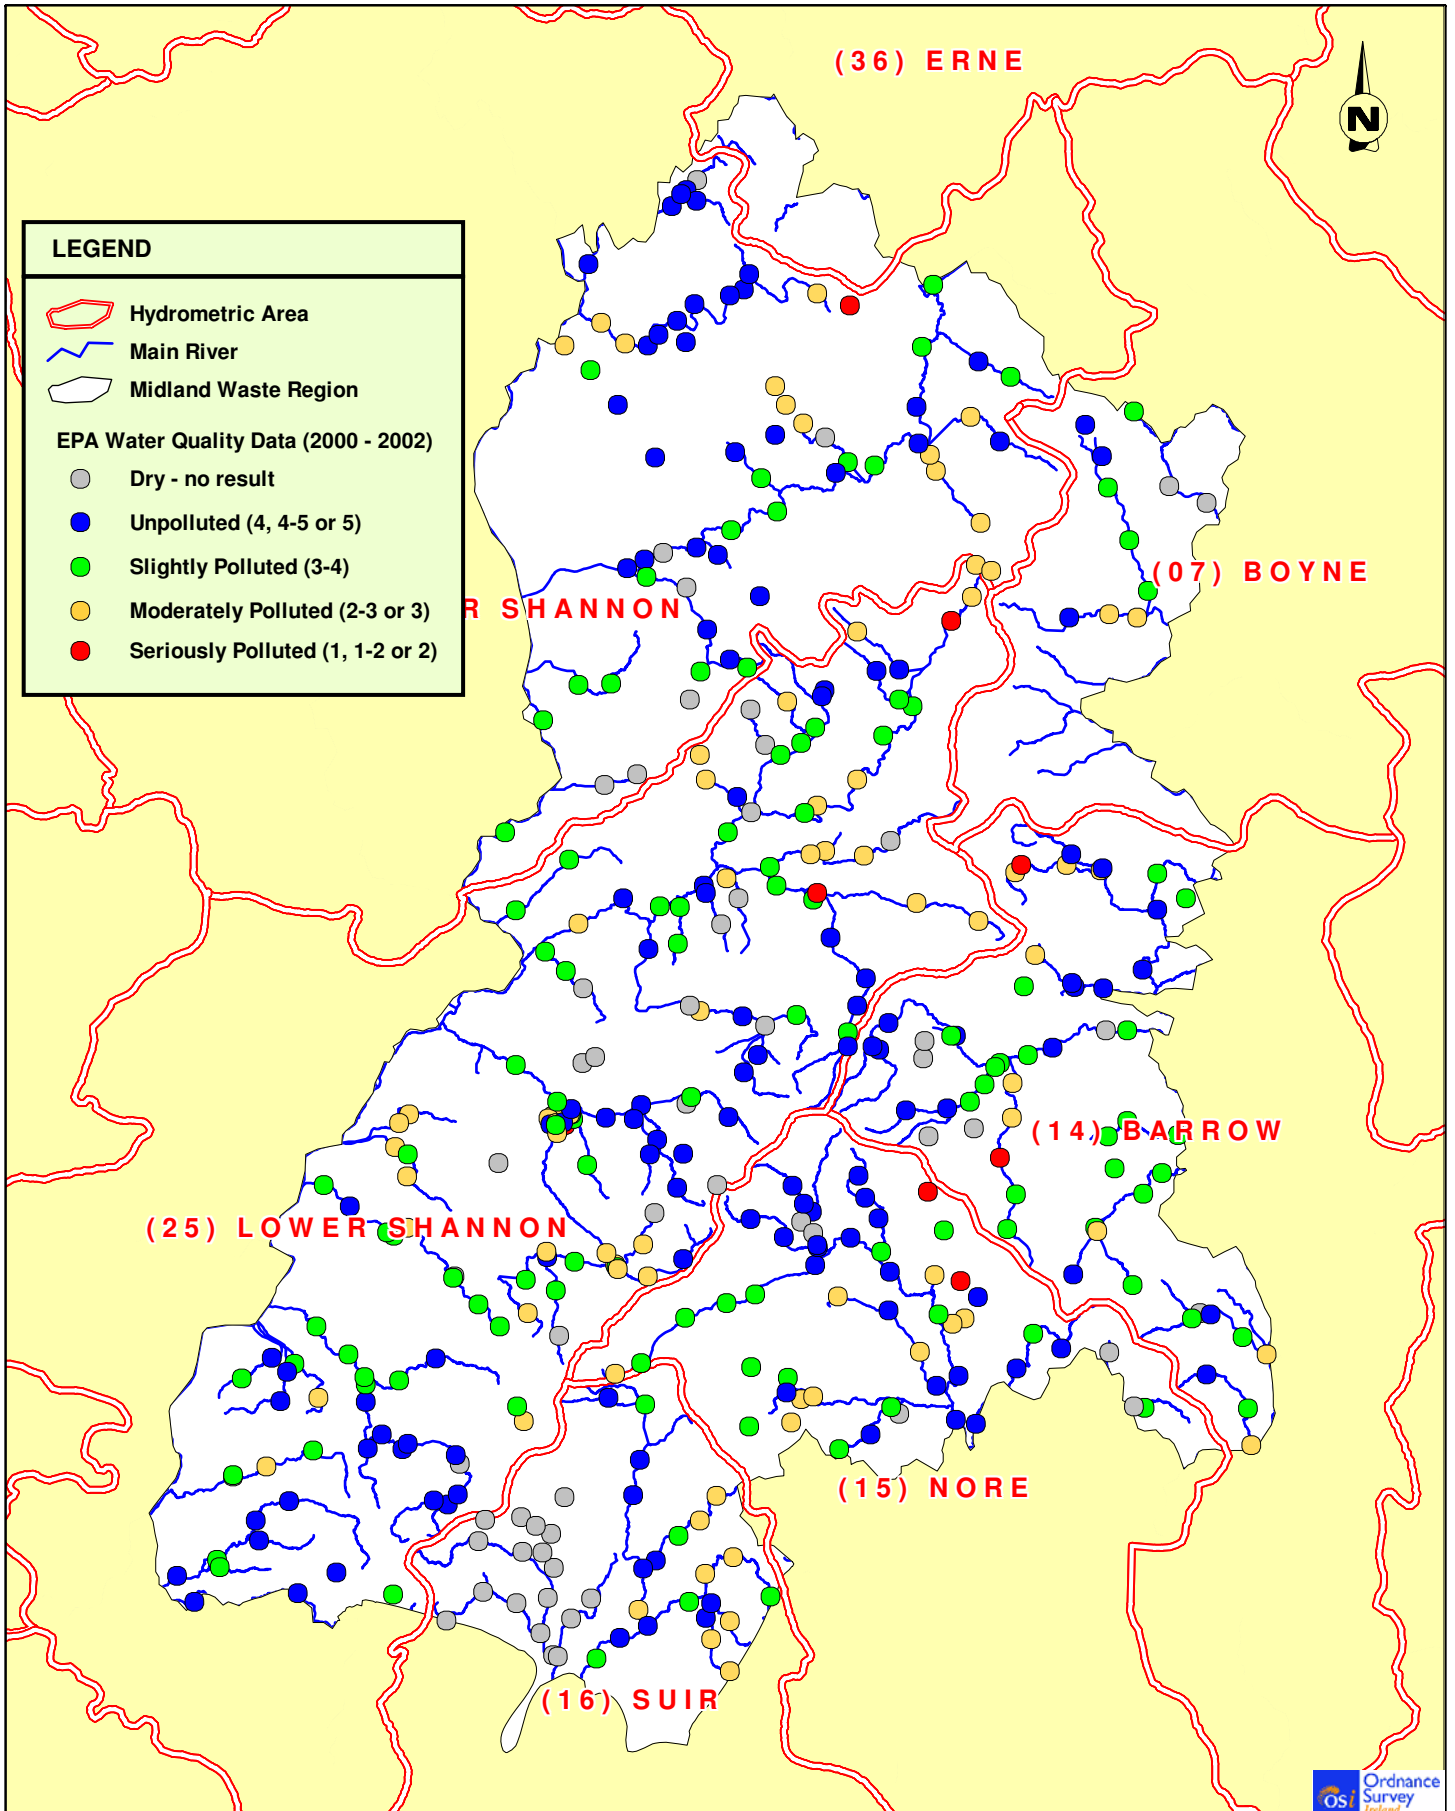 (36) ERNE
N
LEGEND
Hydrometric Area
Main River
Midland Waste Region
EPA Water Quality Data (2000 - 2002)
Dry - no result
Unpolluted (4, 4-5 or 5)
Slightly Polluted (3-4)
Moderately Polluted (2-3 or 3)
Seriously Polluted (1, 1-2 or 2)
(07) BOYNE
R SHANNON
(14) BARROW
(25) LOWER SHANNON
(15) NORE
(16) SUIR
osi Ordnance
Survey
Ireland